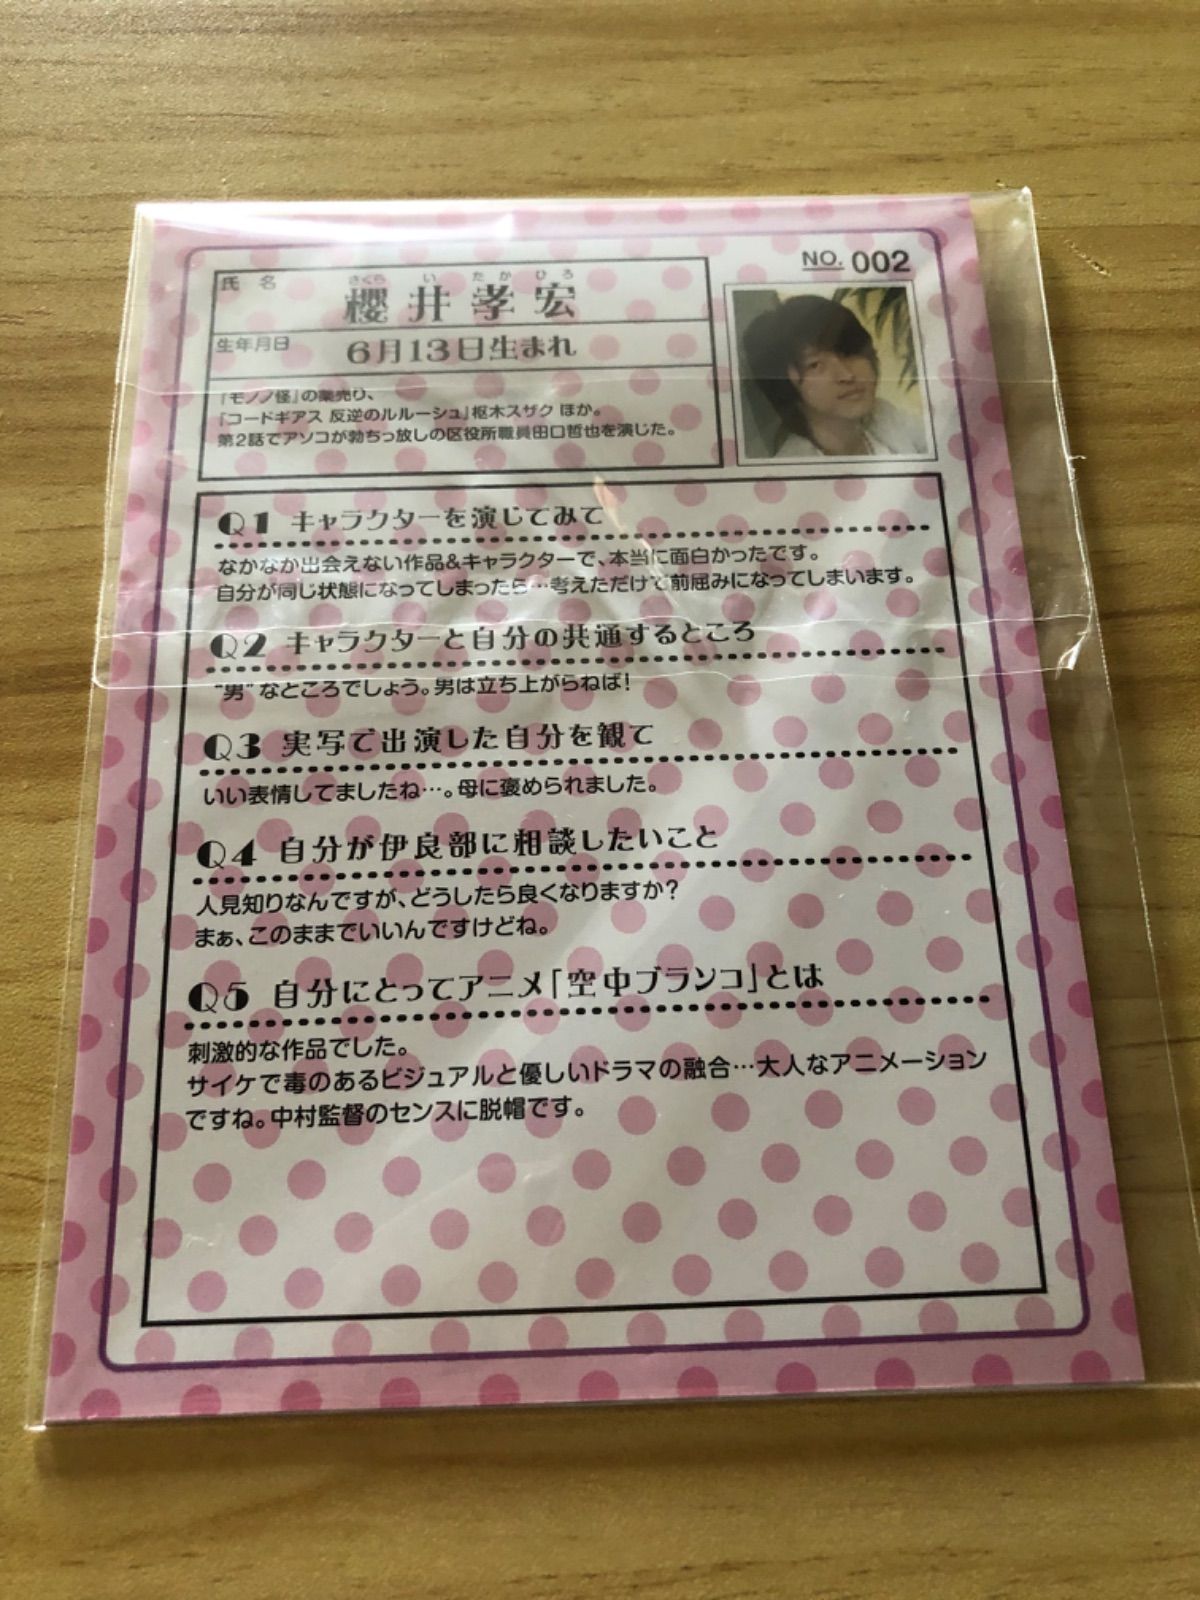 NO. 002
氏 名
さくら い たか ひろ
櫻井孝宏
生年月日
6月13日生まれ
『モノノ怪』の薬売り、
『コードギアス 反逆のルルーシュ』枢木スザク ほか。
第2話でアソコが勃ちっ放しの区役所職員田口哲也を演じた。
Q1 キャラクターを演じてみて
なかなか出会えない作品&キャラクターで、本当に面白かったです。
自分が同じ状態になってしまったら…考えただけで前屈みになってしまいます。
Q2 キャラクターと自分の共通するところ
"男"なところでしょう。男は立ち上がらねば!
Q3 実写で出演した自分を観て
いい表情してましたね…。母に褒められました。
Q4 自分が伊良部に相談したいこと
人見知りなんですが、どうしたら良くなりますか?
まぁ、このままでいいんですけどね。
Q5 自分にとってアニメ「空中ブランコ」とは
刺激的な作品でした。
サイケで毒のあるビジュアルと優しいドラマの融合…大人なアニメーション
ですね。中村監督のセンスに脱帽です。